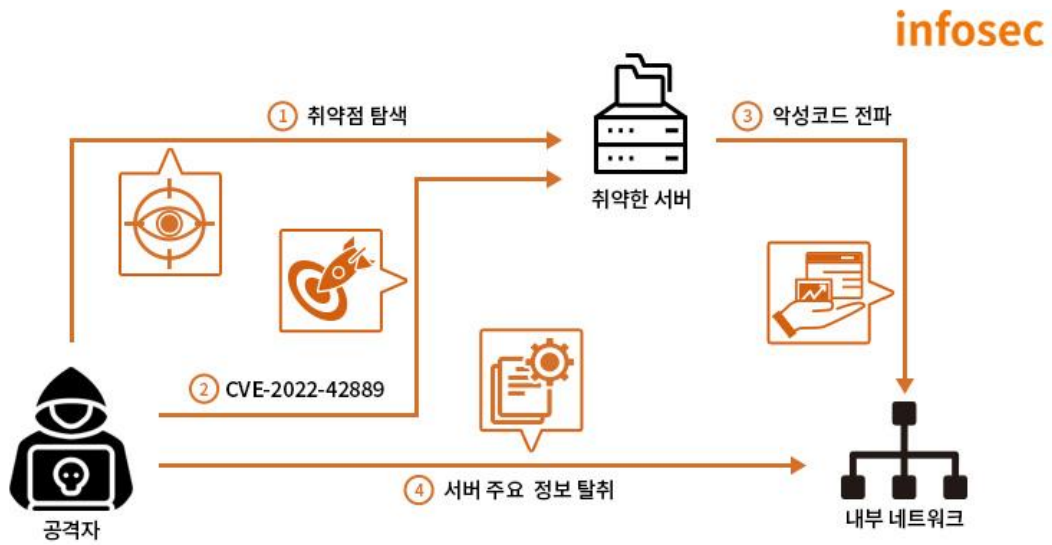 infosec
1 취약점 탐색
3 악성코드 전파
취약한 서버
2 CVE-2022-42889
4 서버 주요 정보 탈취
공격자
내부 네트워크